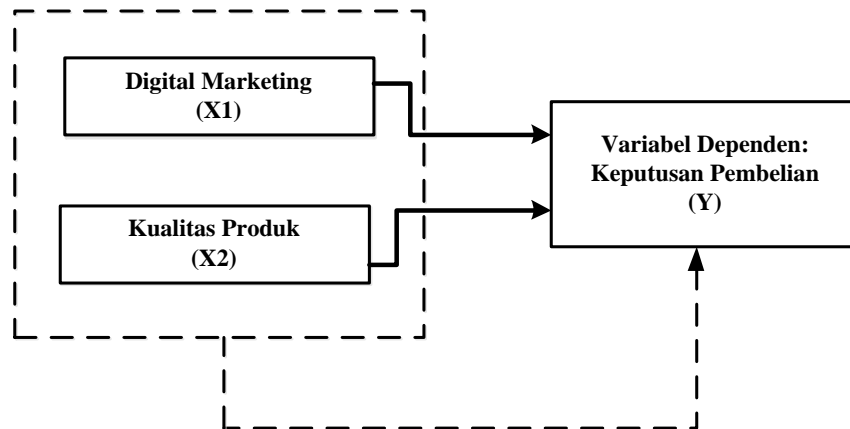 Digital Marketing
(X1)
Variabel Dependen:
Keputusan Pembelian
(Y)
Kualitas Produk
(X2)